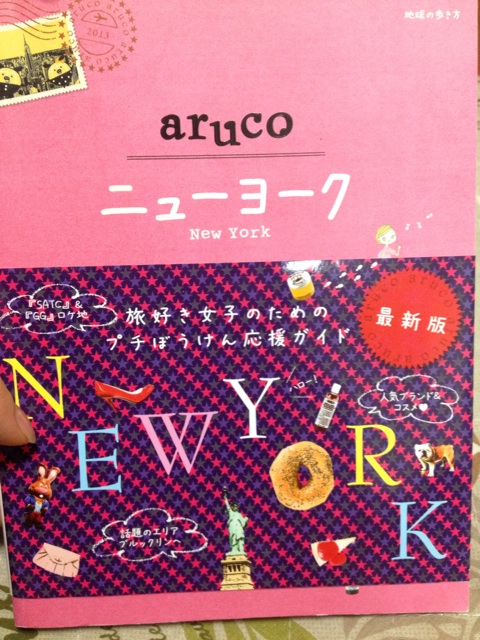 地球の歩き方
aruco
2013
aruco
ニューヨーク
New York
『SATC』&
『GG』ロケ地
旅好き女子のための
プチぼうけん応援ガイド
最新版
NEW YORK
ハロー!
人気ブランド&
コスメ♥
話題のエリア
ブルックリンへ